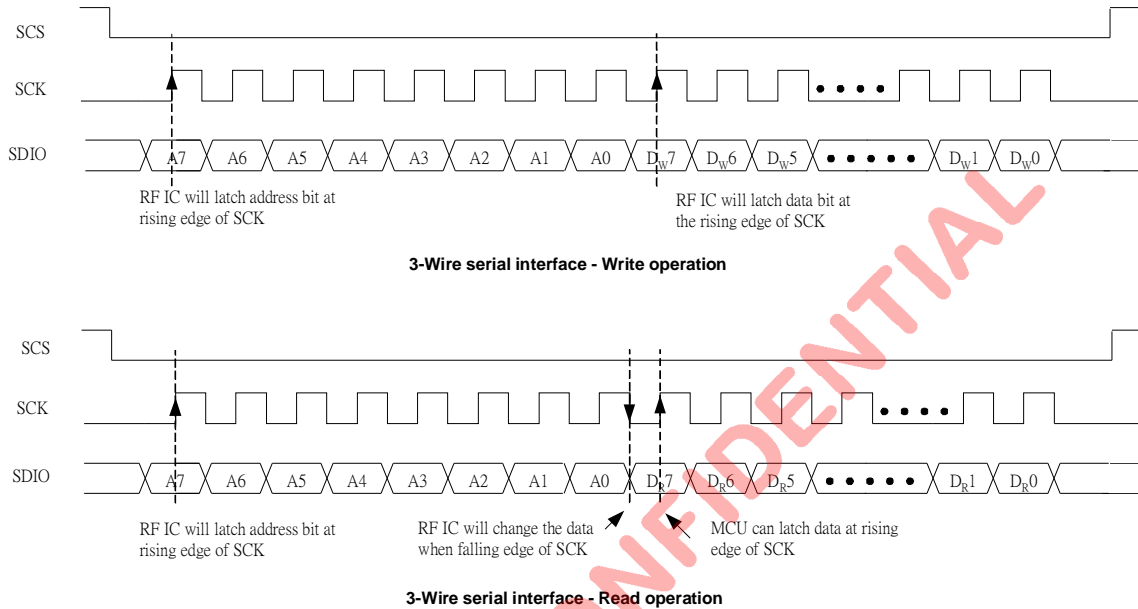 SCS
SCK
SDIO
A7 A6 A5 A4 A3 A2 A1 A0 DW7 DW6 DW5 DW1 DW0
RF IC will latch address bit at
rising edge of SCK
RF IC will latch data bit at
the rising edge of SCK
3-Wire serial interface - Write operation
SCS
SCK
SDIO
A7 A6 A5 A4 A3 A2 A1 A0 DR7 DR6 DR5 DR1 DR0
RF IC will latch address bit at
rising edge of SCK
RF IC will change the data
when falling edge of SCK
MCU can latch data at rising
edge of SCK
3-Wire serial interface - Read operation
CONFIDENTIAL